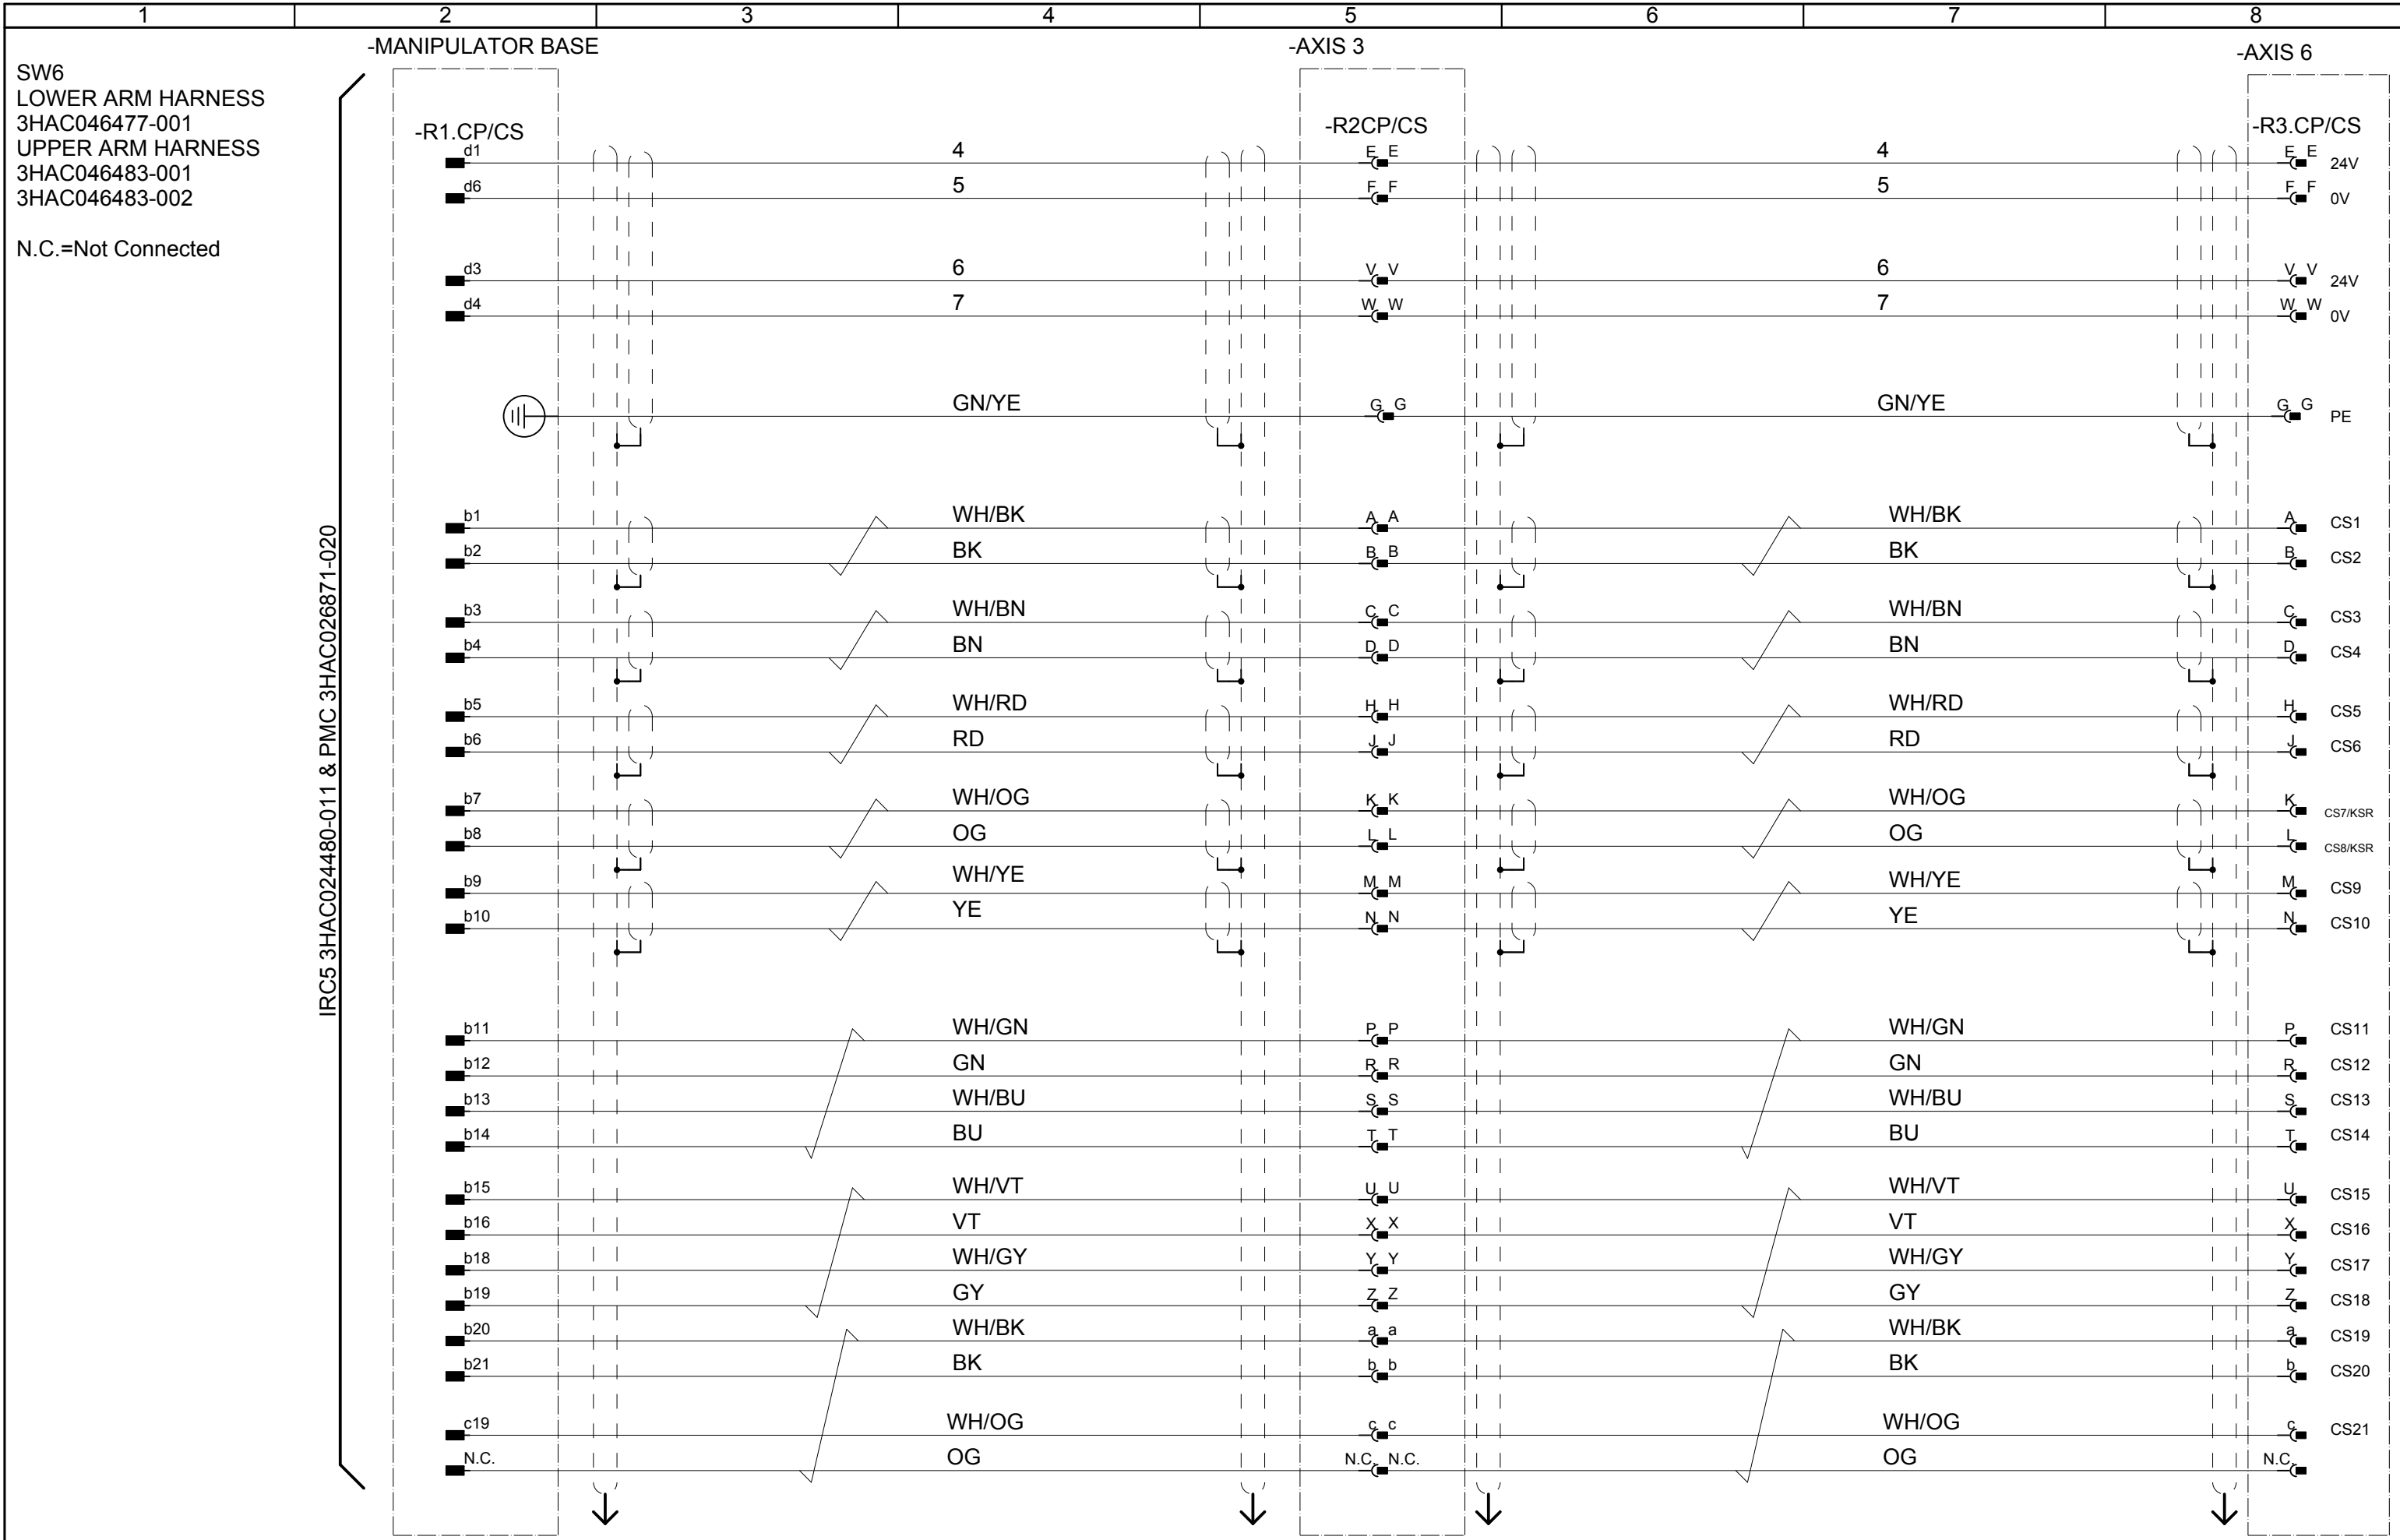 1 2 3 4 5 6 7 8
-MANIPULATOR BASE -AXIS 3 -AXIS 6
SW6
LOWER ARM HARNESS
3HAC046477-001
UPPER ARM HARNESS
3HAC046483-001
3HAC046483-002
N.C.=Not Connected
IRC5 3HAC024480-011 & PMC 3HAC026871-020
-R1.CP/CS -R2CP/CS -R3.CP/CS
d1 4 E E 4 E E 24V
d6 5 F F 5 F F 0V
d3 6 V V 6 V V 24V
d4 7 W W 7 W W 0V
GN/YE G G GN/YE G G PE
b1 WH/BK A A WH/BK A CS1
b2 BK B B BK B CS2
b3 WH/BN C C WH/BN C CS3
b4 BN D D BN D CS4
b5 WH/RD H H WH/RD H CS5
b6 RD J J RD J CS6
b7 WH/OG K K WH/OG K CS7/KSR
b8 OG L L OG L CS8/KSR
b9 WH/YE M M WH/YE M CS9
b10 YE N N YE N CS10
b11 WH/GN P P WH/GN P CS11
b12 GN R R GN R CS12
b13 WH/BU S S WH/BU S CS13
b14 BU T T BU T CS14
b15 WH/VT U U WH/VT U CS15
b16 VT X X VT X CS16
b18 WH/GY Y Y WH/GY Y CS17
b19 GY Z Z GY Z CS18
b20 WH/BK a a WH/BK a CS19
b21 BK b b BK b CS20
c19 WH/OG c c WH/OG c CS21
N.C. OG N.C. N.C. OG N.C.